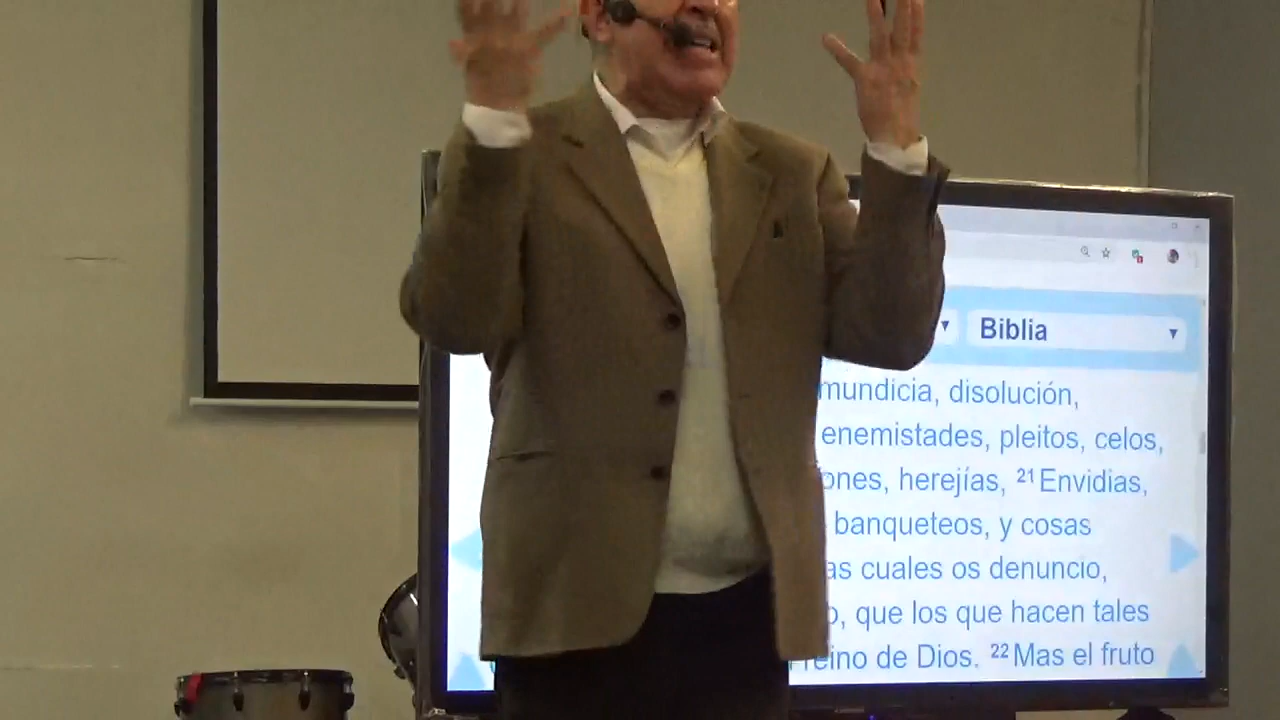 Biblia
mundicia, disolución,
enemistades, pleitos, celos,
ones, herejías, 21 Envidias,
banqueteos, y cosas
as cuales os denuncio,
o, que los que hacen tales
reino de Dios. 22 Mas el fruto